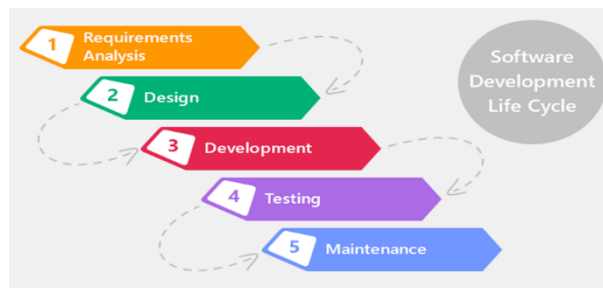 1
Requirements
Analysis
2
Design
3
Development
4
Testing
5
Maintenance
Software
Development
Life Cycle